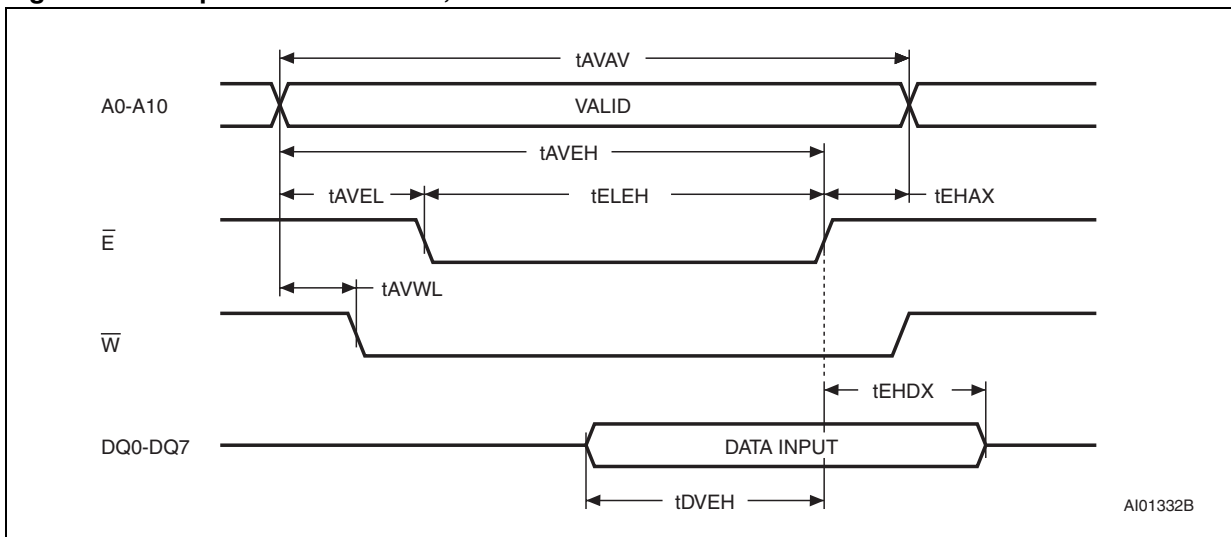 tAVAV
A0-A10
VALID
tAVEH
tAVEL
tELEH
tEHAX
E
tAVWL
W
tEHDX
DQ0-DQ7
DATA INPUT
tDVEH
AI01332B